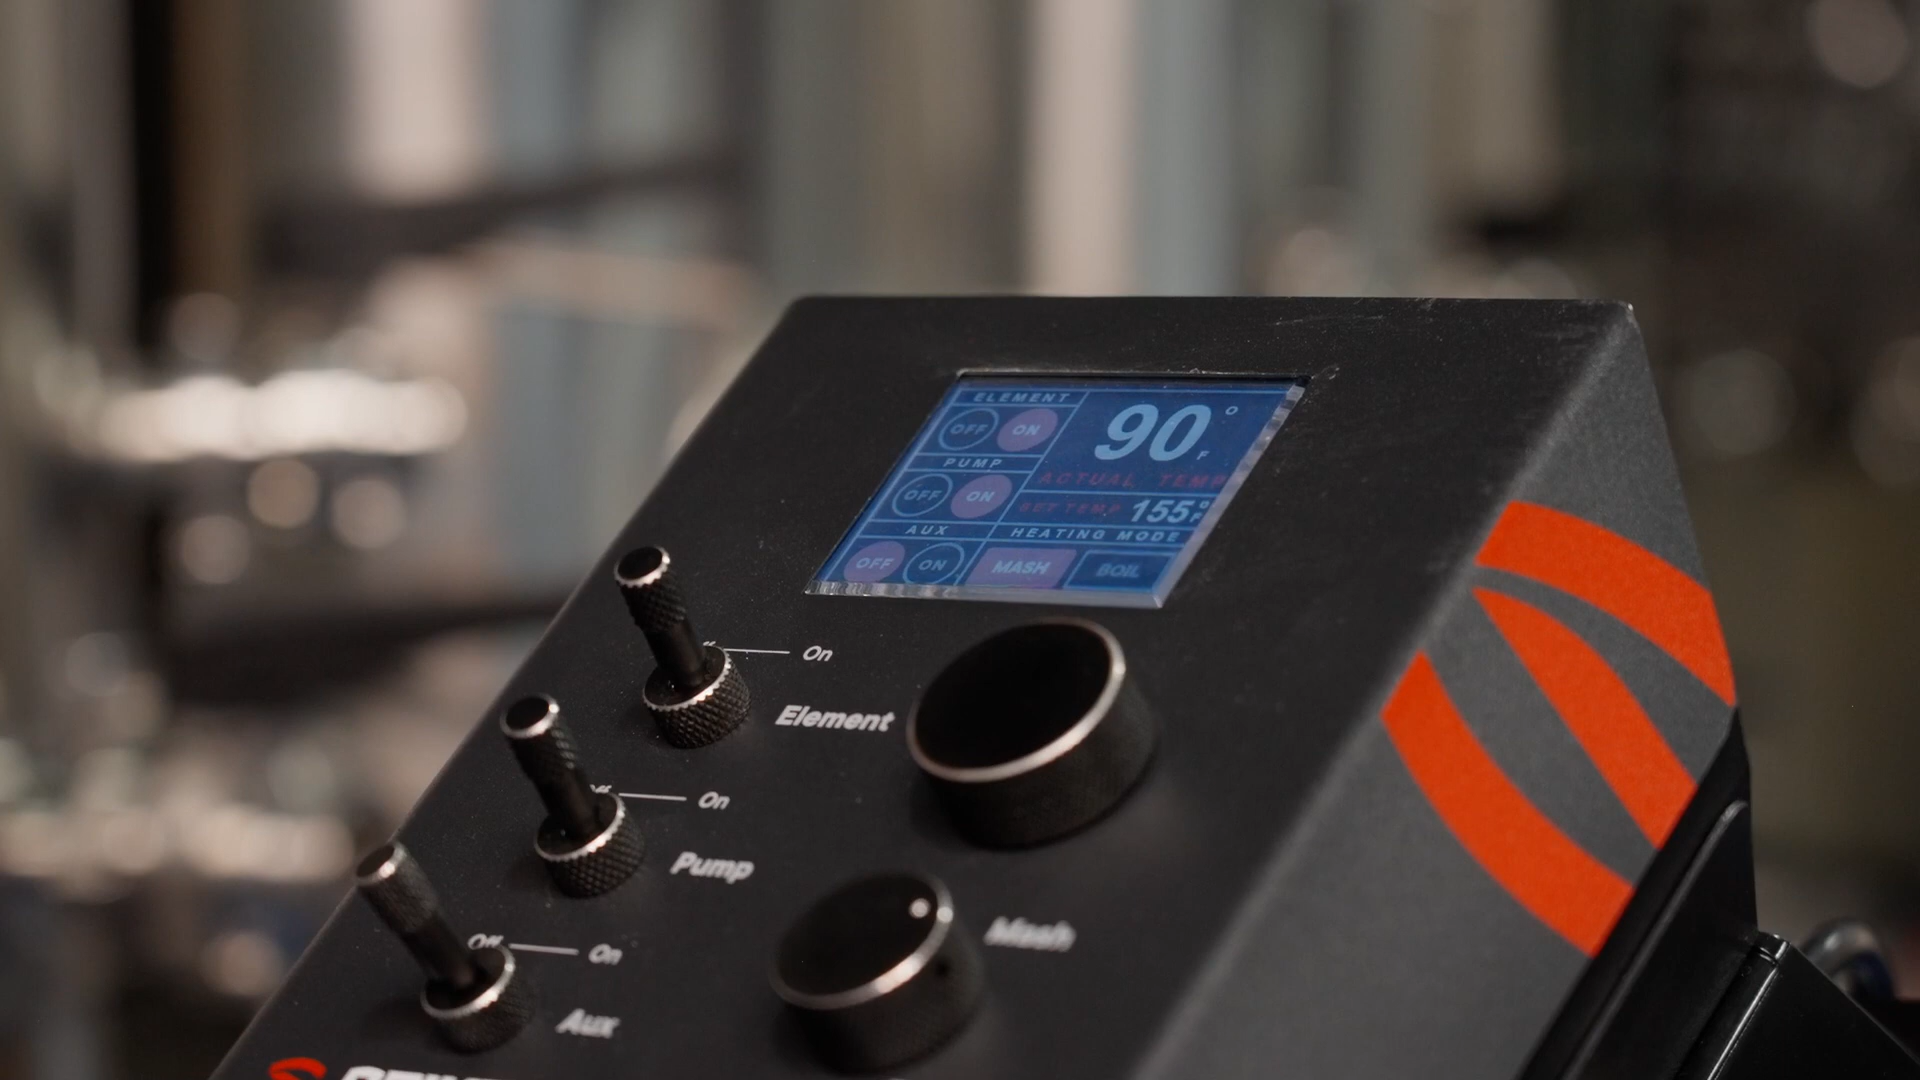 ELEMENT
OFF ON
90°F
ACTUAL TEMP
PUMP
OFF ON
SET TEMP 155°F
AUX
OFF ON
HEATING MODE
MASH BOIL
On
Element
On
Pump
Off On
Aux
Mash